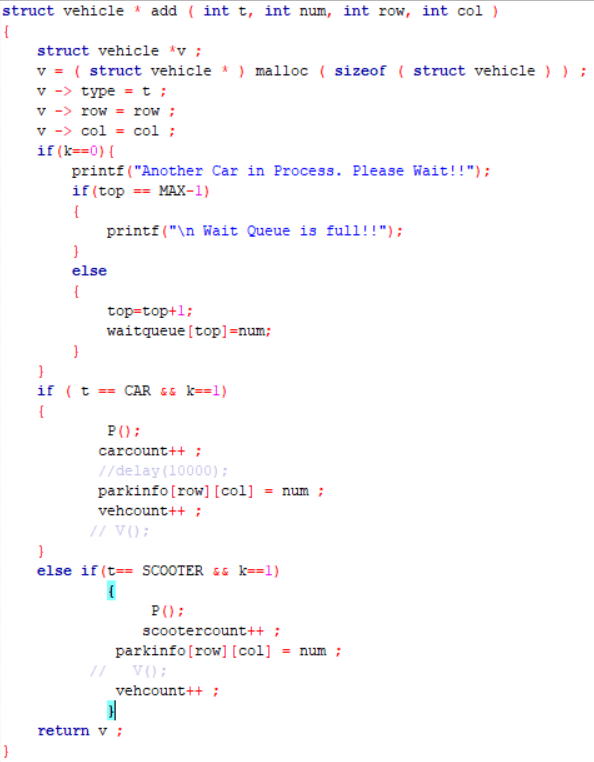 struct vehicle * add ( int t, int num, int row, int col )
{
struct vehicle *v ;
v = ( struct vehicle * ) malloc ( sizeof ( struct vehicle ) ) ;
v -> type = t ;
v -> row = row ;
v -> col = col ;
if(k==0){
printf("Another Car in Process. Please Wait!!");
if(top == MAX-1)
{
printf("\n Wait Queue is full!!");
}
else
{
top=top+1;
waitqueue[top]=num;
}
}
if ( t == CAR && k==1)
{
P();
carcount++ ;
//delay(10000);
parkinfo[row][col] = num ;
vehcount++ ;
// V();
}
else if(t== SCOOTER && k==1)
{
P();
scootercount++ ;
parkinfo[row][col] = num ;
// V();
vehcount++ ;
}
return v ;
}